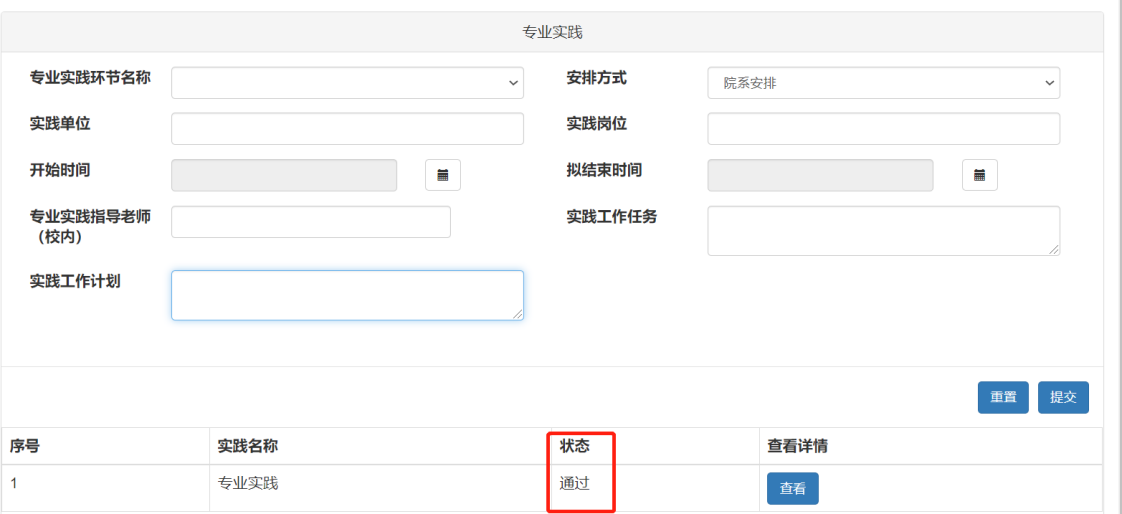 专业实践
专业实践环节名称
安排方式
院系安排
实践单位
实践岗位
开始时间
拟结束时间
专业实践指导老师
（校内）
实践工作任务
实践工作计划
重置 提交
序号 实践名称 状态 查看详情
1 专业实践 通过 查看